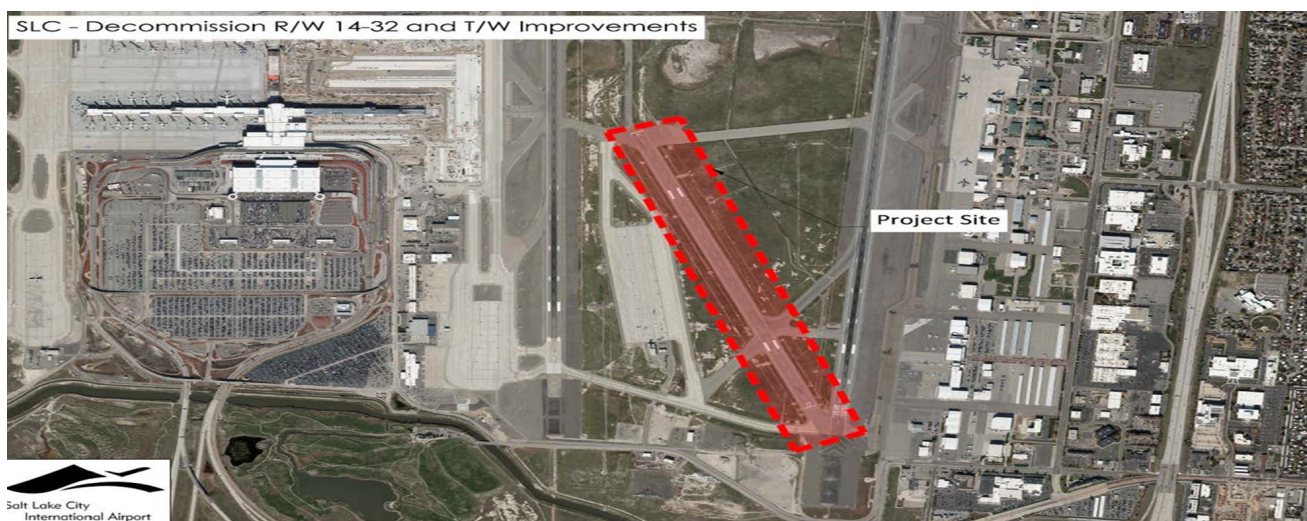 SLC - Decommission R/W 14-32 and T/W Improvements
Project Site
Salt Lake City
International Airport